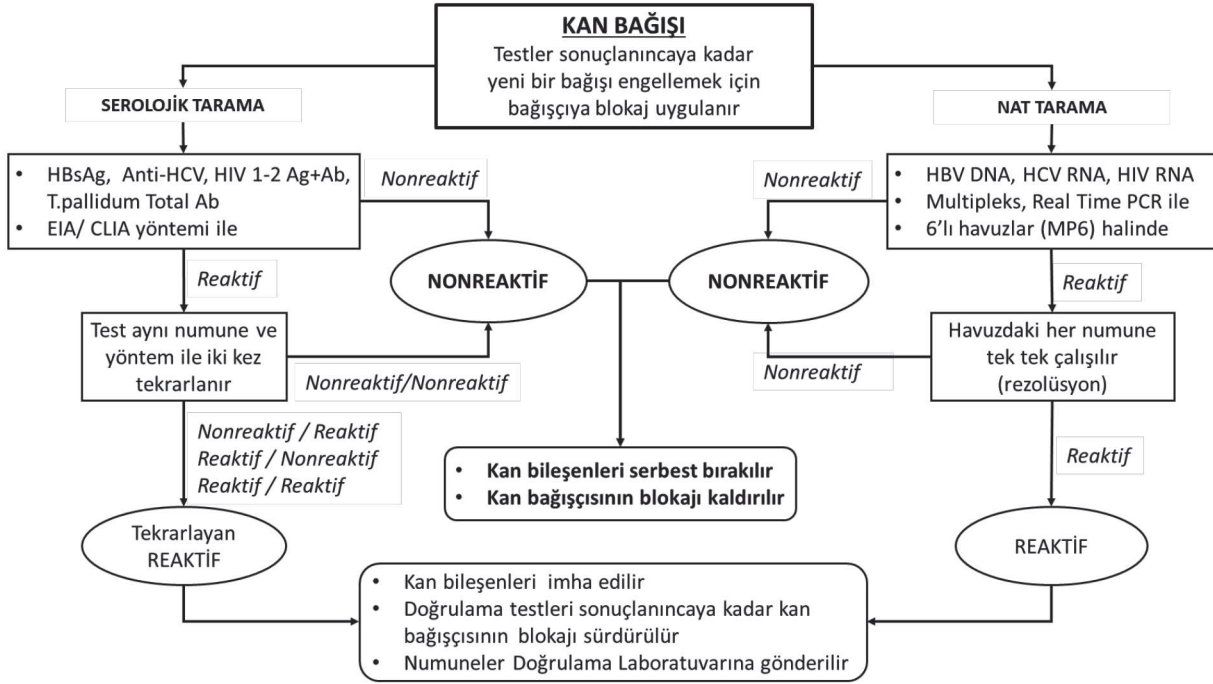 KAN BAĞIŞI
Testler sonuçlanıncaya kadar
yeni bir bağışı engellemek için
bağışçıya blokaj uygulanır
SEROLOJİK TARAMA
NAT TARAMA
• HBsAg, Anti-HCV, HIV 1-2 Ag+Ab,
T.pallidum Total Ab
• EIA/ CLIA yöntemi ile
Nonreaktif
Nonreaktif
• HBV DNA, HCV RNA, HIV RNA
• Multipleks, Real Time PCR ile
• 6’lı havuzlar (MP6) halinde
Reaktif
NONREAKTİF
NONREAKTİF
Reaktif
Test aynı numune ve
yöntem ile iki kez
tekrarlanır
Nonreaktif/Nonreaktif
Nonreaktif
Havuzdaki her numune
tek tek çalışılır
(rezolüsyon)
Nonreaktif / Reaktif
Reaktif / Nonreaktif
Reaktif / Reaktif
• Kan bileşenleri serbest bırakılır
• Kan bağışçısının blokajı kaldırılır
Reaktif
Tekrarlayan
REAKTİF
REAKTİF
• Kan bileşenleri imha edilir
• Doğrulama testleri sonuçlanıncaya kadar kan
bağışçısının blokajı sürdürülür
• Numuneler Doğrulama Laboratuvarına gönderilir